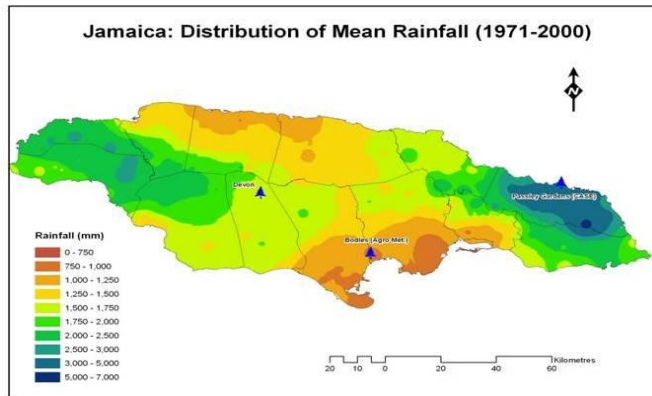 Jamaica: Distribution of Mean Rainfall (1971-2000)
N
Devon
Passley Gardens (CASE)
Bodles (Agro Met.)
Rainfall (mm)
0 - 750
750 - 1,000
1,000 - 1,250
1,250 - 1,500
1,500 - 1,750
1,750 - 2,000
2,000 - 2,500
2,500 - 3,000
3,000 - 5,000
5,000 - 7,000
20 10 0 20 40 60
Kilometres